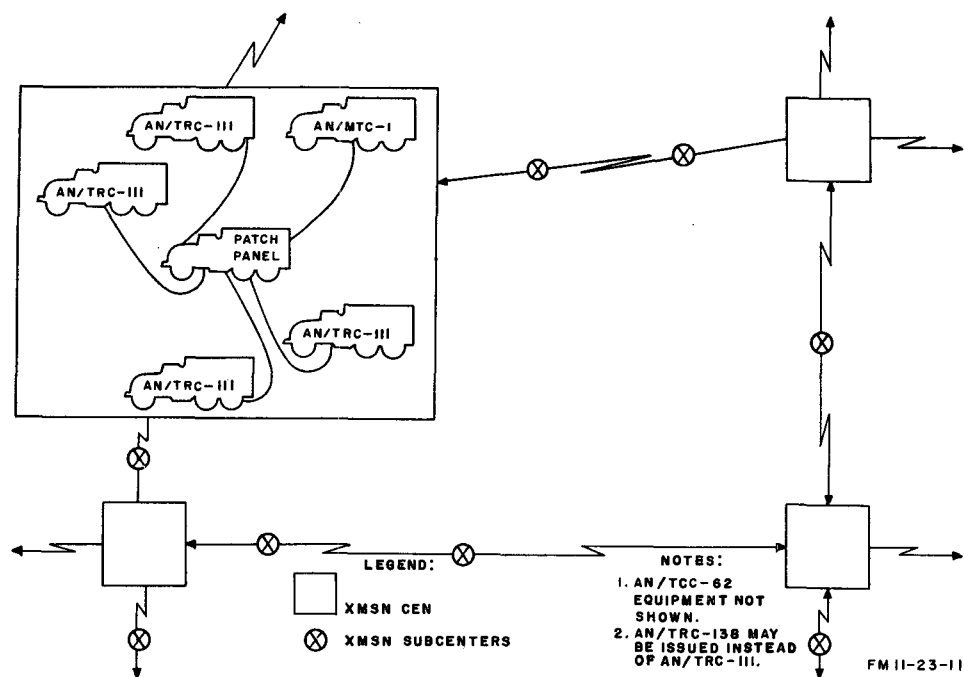 AN/TRC-111
AN/MTC-1
AN/TRC-111
PATCH
PANEL
AN/TRC-111
AN/TRC-111
LEGEND:
XMSN CEN
XMSN SUBCENTERS
NOTES:
1. AN/TCC-62
EQUIPMENT NOT
SHOWN.
2. AN/TRC-138 MAY
BE ISSUED INSTEAD
OF AN/TRC-111.
FM 11-23-11